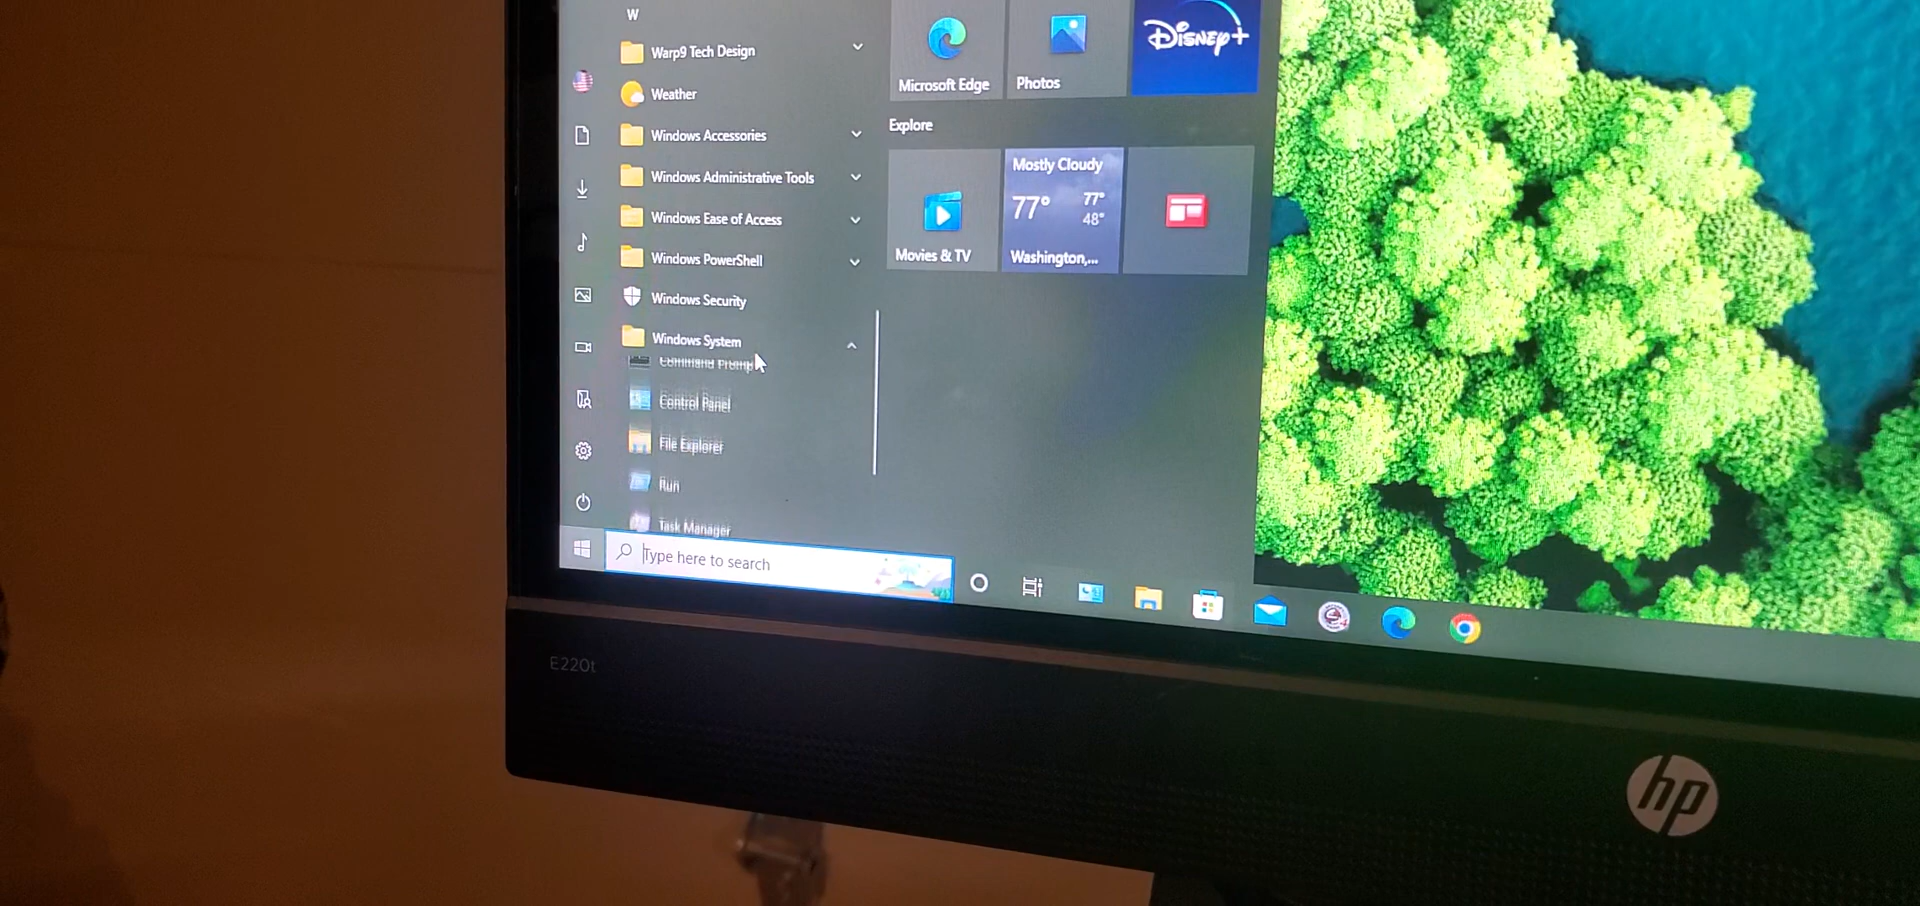 W
Warp9 Tech Design
Weather
Windows Accessories
Windows Administrative Tools
Windows Ease of Access
Windows PowerShell
Windows Security
Windows System
Command Promp
Control Panel
File Explorer
Run
Task Manager
Type here to search
Microsoft Edge
Photos
Disney+
Explore
Movies & TV
Mostly Cloudy
77° 77°
48°
Washington,...
E220t
hp